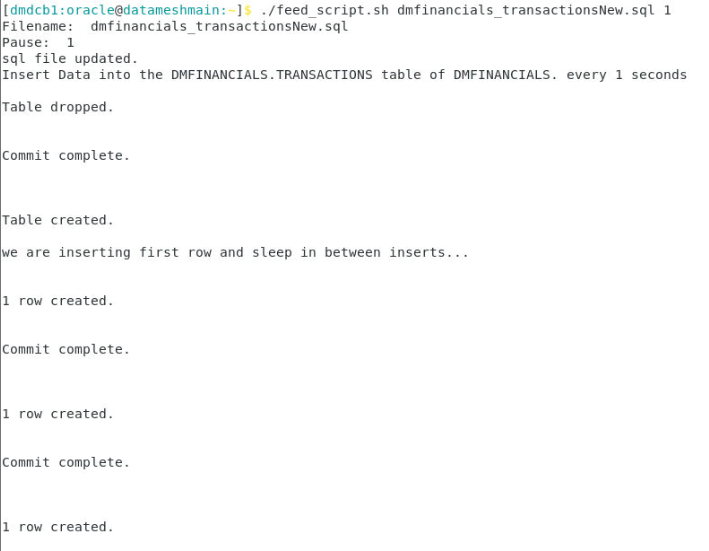 [dmdcb1:oracle@datameshmain:~]$ ./feed_script.sh dmfinancials_transactionsNew.sql 1
Filename:  dmfinancials_transactionsNew.sql
Pause:  1
sql file updated.
Insert Data into the DMFINANCIALS.TRANSACTIONS table of DMFINANCIALS. every 1 seconds
Table dropped.
Commit complete.
Table created.
we are inserting first row and sleep in between inserts...
1 row created.
Commit complete.
1 row created.
Commit complete.
1 row created.